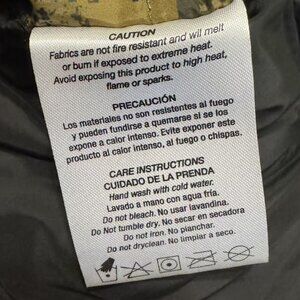 CAUTION
Fabrics are not fire resistant and wil melt
or bum if exposed to extreme heat.
Avoid exposing this product to high heat,
flame or sparks.
PRECAUCIÓN
Los materiales no son resistentes al fuego
y pueden fundirse a quemarse si se los
expone a calor intenso. Evite exponer este
producto al calor intenso, al fuego o chispas.
CARE INSTRUCTIONS
CUIDADO DE LA PRENDA
Hand wash with cold water.
Lavado a mano con agua fría.
Do not bleach. No usar lavandina.
Do Not tumble dry. No secar en secadora
Do not iron. No planchar.
Do not dryclean. No limpiar a seco.